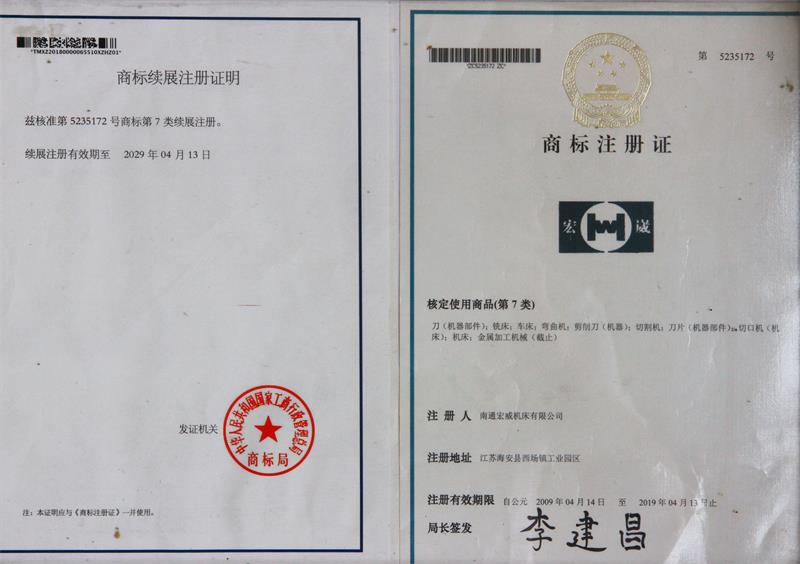 *TMXZ20180000065510XZHZ01*
商标续展注册证明
兹核准第 5235172 号商标第 7 类续展注册。
续展注册有效期至 2029 年 04 月 13 日
发证机关
中华人民共和国国家工商行政管理总局
商标局
注：本证明应与《商标注册证》一并使用。
*ZC5235172 ZC*
第 5235172 号
商标注册证
宏 HW 崴
核定使用商品(第 7 类)
刀（机器部件）；铣床；车床；弯曲机；剪削刀（机器）；切割机；刀片（机器部件）；切口机（机
床）；机床；金属加工机械（截止）
注 册 人 南通宏崴机床有限公司
注册地址 江苏海安县西场镇工业园区
注册有效期限 自公元 2009 年 04 月 14 日 至 2019 年 04 月 13 日止
局长签发 李建昌